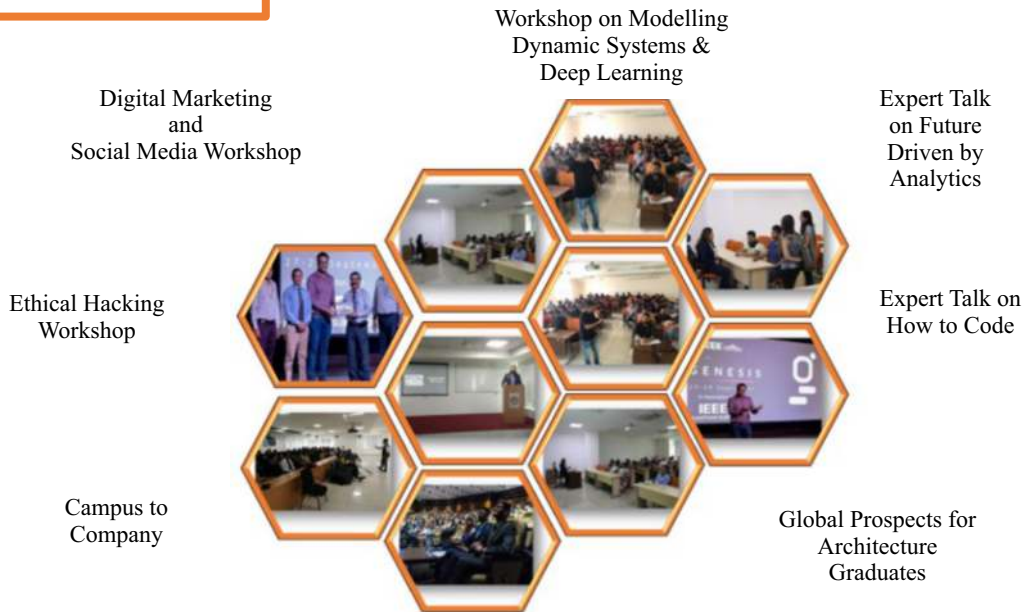 Workshop on Modelling
Dynamic Systems &
Deep Learning
Digital Marketing
and
Social Media Workshop
Expert Talk
on Future
Driven by
Analytics
Ethical Hacking
Workshop
Expert Talk on
How to Code
GENESIS
IEEE
Campus to
Company
Global Prospects for
Architecture
Graduates